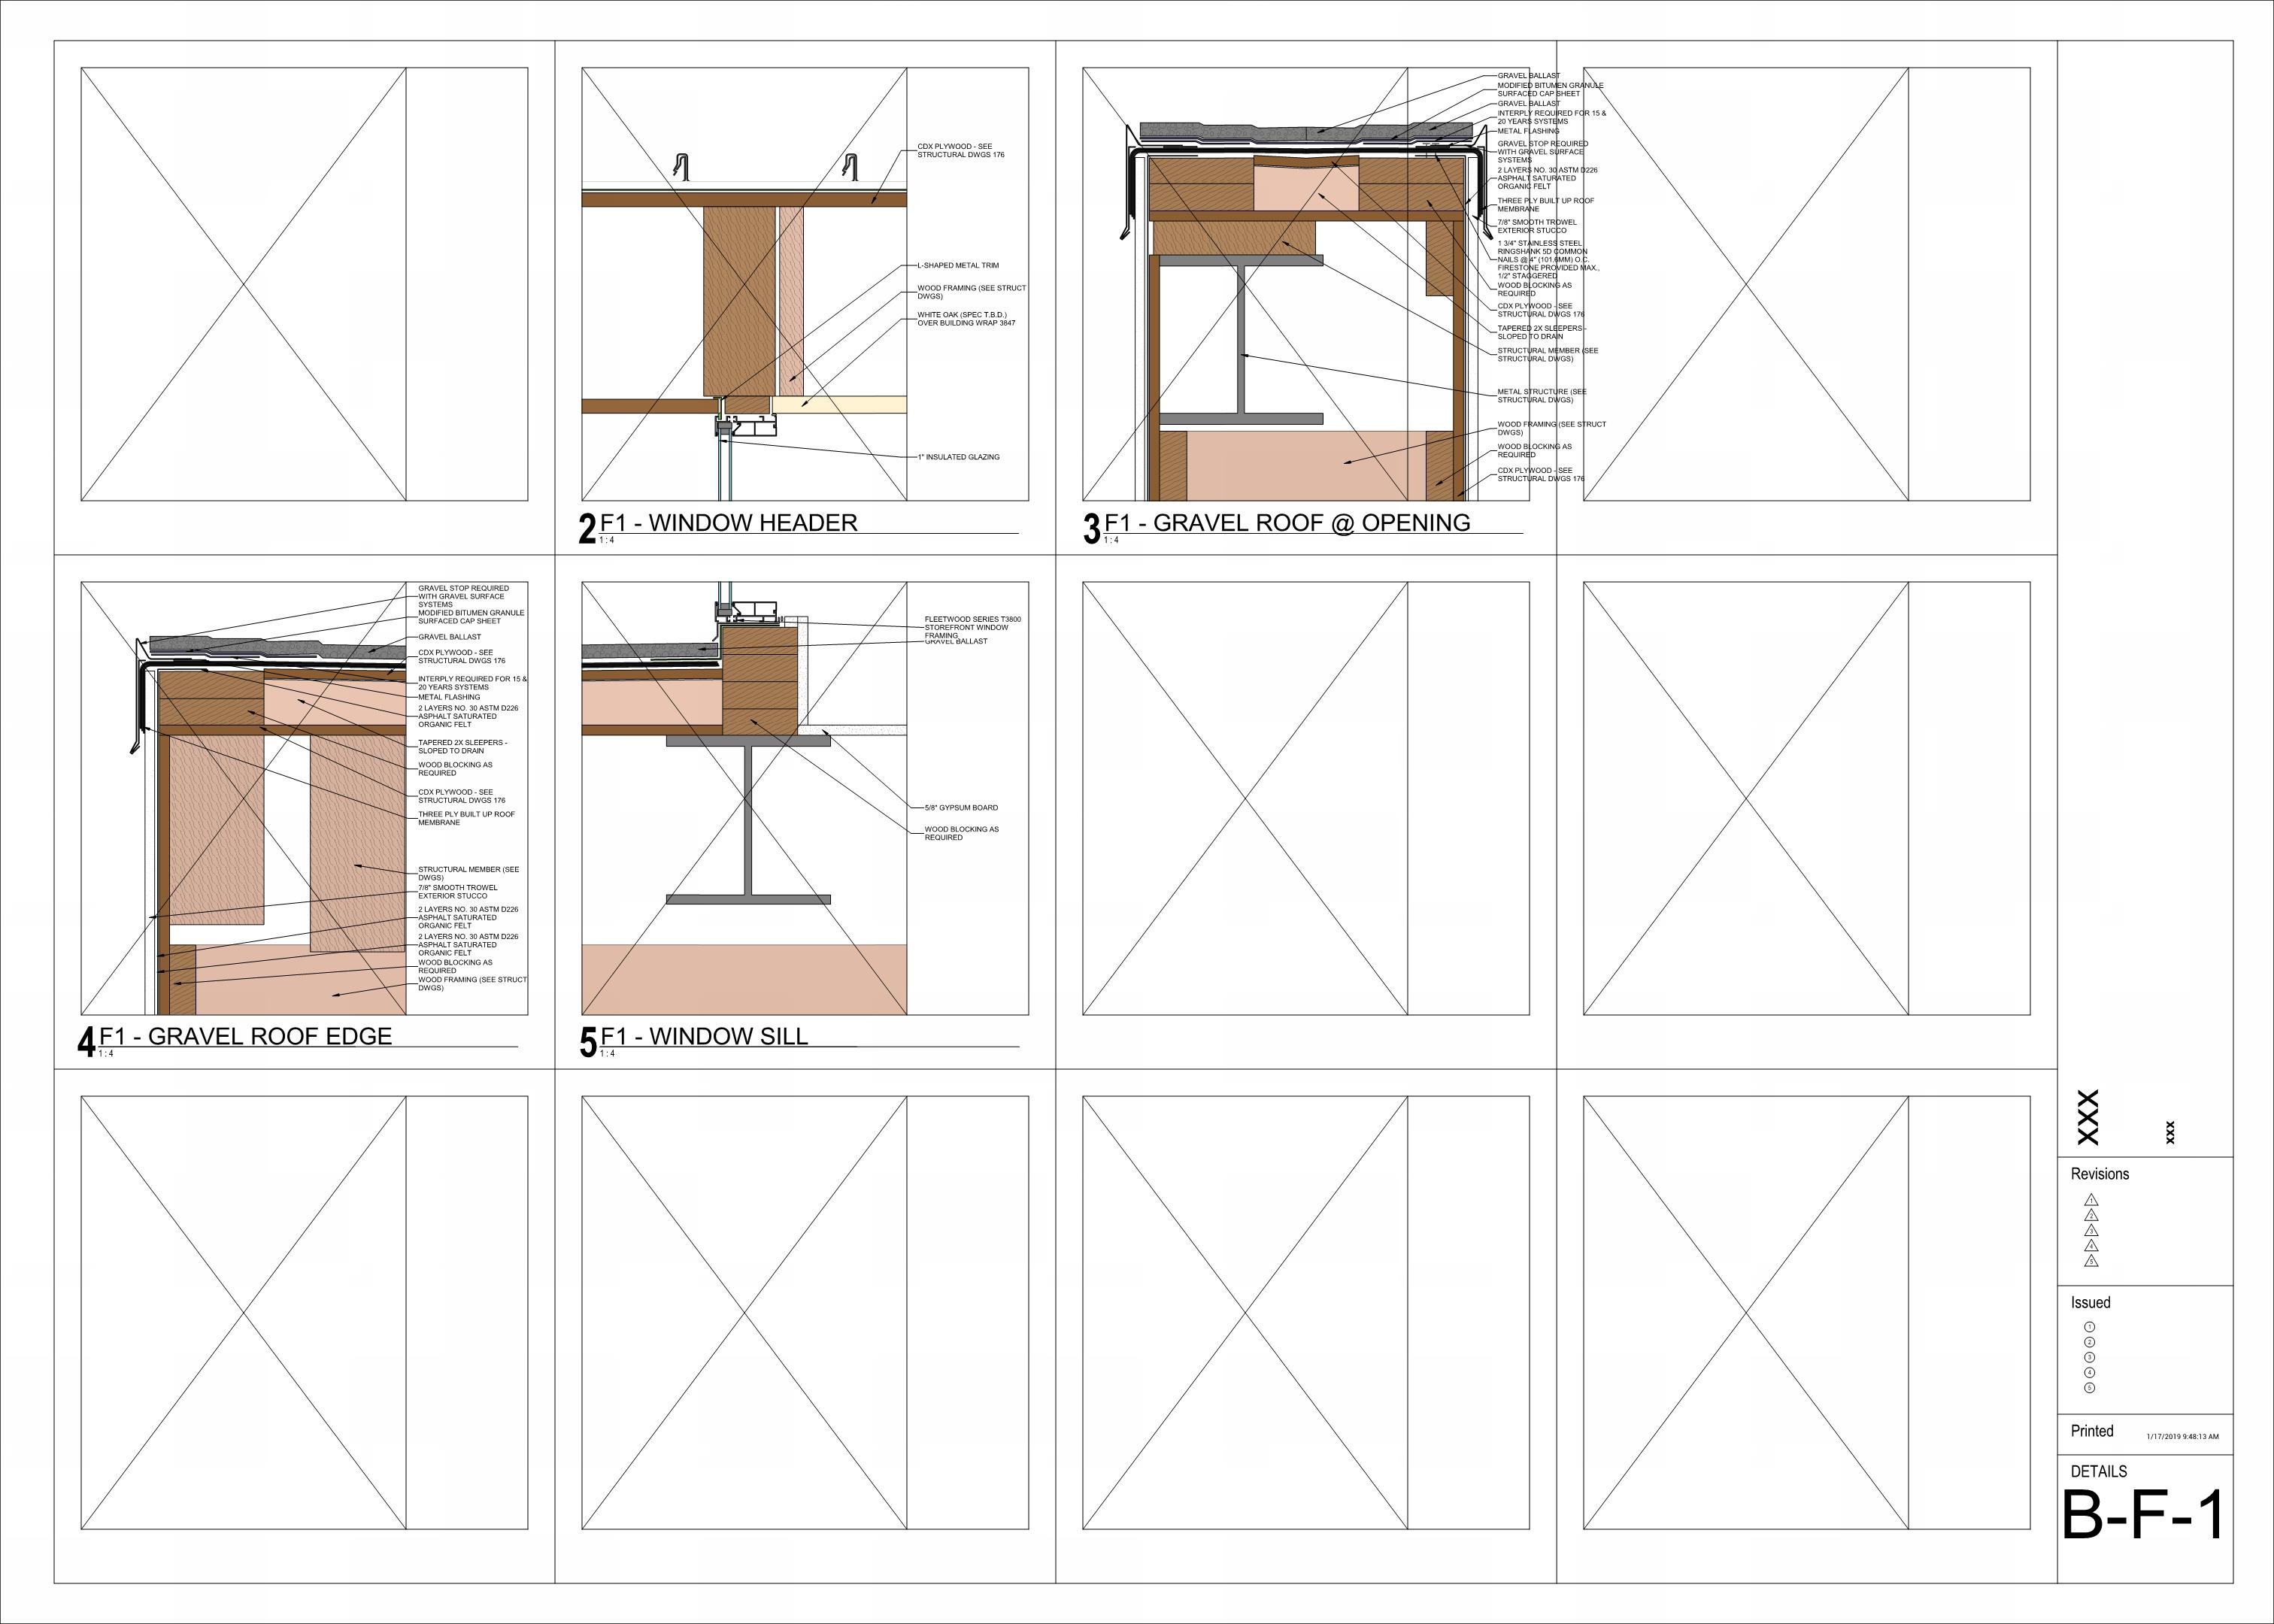 CDX PLYWOOD - SEE
STRUCTURAL DWGS 176
L-SHAPED METAL TRIM
WOOD FRAMING (SEE STRUCT
DWGS)
WHITE OAK (SPEC T.B.D.)
OVER BUILDING WRAP 3847
1" INSULATED GLAZING
2
F1 - WINDOW HEADER
1 : 4
GRAVEL BALLAST
MODIFIED BITUMEN GRANULE
SURFACED CAP SHEET
GRAVEL BALLAST
INTERPLY REQUIRED FOR 15 &
20 YEARS SYSTEMS
METAL FLASHING
GRAVEL STOP REQUIRED
WITH GRAVEL SURFACE
SYSTEMS
2 LAYERS NO. 30 ASTM D226
ASPHALT SATURATED
ORGANIC FELT
THREE PLY BUILT UP ROOF
MEMBRANE
7/8" SMOOTH TROWEL
EXTERIOR STUCCO
1 3/4" STAINLESS STEEL
RINGSHANK 5D COMMON
NAILS @ 4" (101.6MM) O.C.
FIRESTONE PROVIDED MAX.,
1/2" STAGGERED
WOOD BLOCKING AS
REQUIRED
CDX PLYWOOD - SEE
STRUCTURAL DWGS 176
TAPERED 2X SLEEPERS -
SLOPED TO DRAIN
STRUCTURAL MEMBER (SEE
STRUCTURAL DWGS)
METAL STRUCTURE (SEE
STRUCTURAL DWGS)
WOOD FRAMING (SEE STRUCT
DWGS)
WOOD BLOCKING AS
REQUIRED
CDX PLYWOOD - SEE
STRUCTURAL DWGS 176
3
F1 - GRAVEL ROOF @ OPENING
1 : 4
GRAVEL STOP REQUIRED
WITH GRAVEL SURFACE
SYSTEMS
MODIFIED BITUMEN GRANULE
SURFACED CAP SHEET
GRAVEL BALLAST
CDX PLYWOOD - SEE
STRUCTURAL DWGS 176
INTERPLY REQUIRED FOR 15 &
20 YEARS SYSTEMS
METAL FLASHING
2 LAYERS NO. 30 ASTM D226
ASPHALT SATURATED
ORGANIC FELT
TAPERED 2X SLEEPERS -
SLOPED TO DRAIN
WOOD BLOCKING AS
REQUIRED
CDX PLYWOOD - SEE
STRUCTURAL DWGS 176
THREE PLY BUILT UP ROOF
MEMBRANE
STRUCTURAL MEMBER (SEE
DWGS)
7/8" SMOOTH TROWEL
EXTERIOR STUCCO
2 LAYERS NO. 30 ASTM D226
ASPHALT SATURATED
ORGANIC FELT
2 LAYERS NO. 30 ASTM D226
ASPHALT SATURATED
ORGANIC FELT
WOOD BLOCKING AS
REQUIRED
WOOD FRAMING (SEE STRUCT
DWGS)
4
F1 - GRAVEL ROOF EDGE
1 : 4
FLEETWOOD SERIES T3800
STOREFRONT WINDOW
FRAMING
GRAVEL BALLAST
5/8" GYPSUM BOARD
WOOD BLOCKING AS
REQUIRED
5
F1 - WINDOW SILL
1 : 4
XXX
XXX
Revisions
1
2
3
4
5
Issued
1
2
3
4
5
Printed
1/17/2019 9:48:13 AM
DETAILS
B-F-1